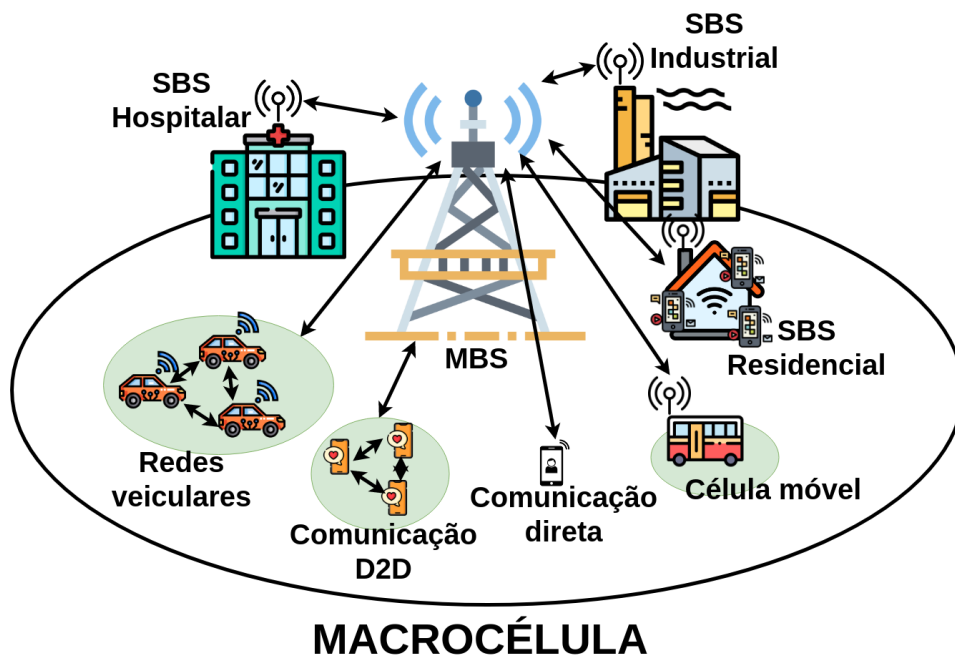 SBS
Industrial
SBS
Hospitalar
MBS
SBS
Residencial
Redes
veiculares
Comunicação
D2D
Comunicação
direta
Célula móvel
MACROCÉLULA